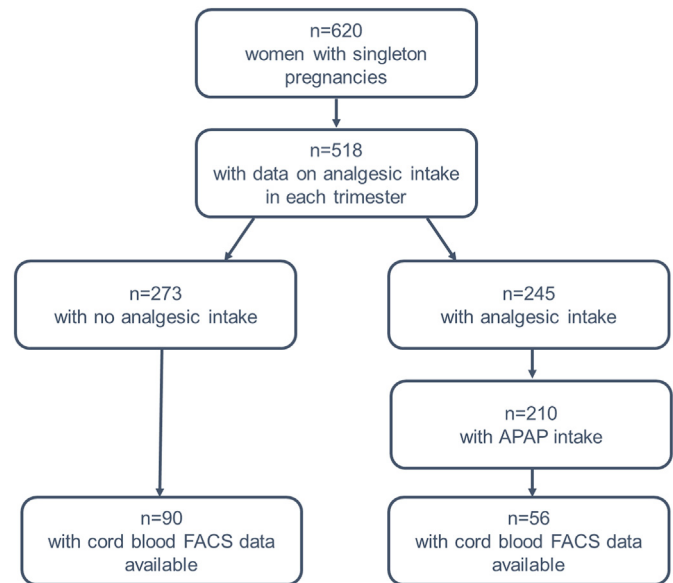 n=620
women with singleton
pregnancies
n=518
with data on analgesic intake
in each trimester
n=273
with no analgesic intake
n=245
with analgesic intake
n=210
with APAP intake
n=90
with cord blood FACS data
available
n=56
with cord blood FACS data
available